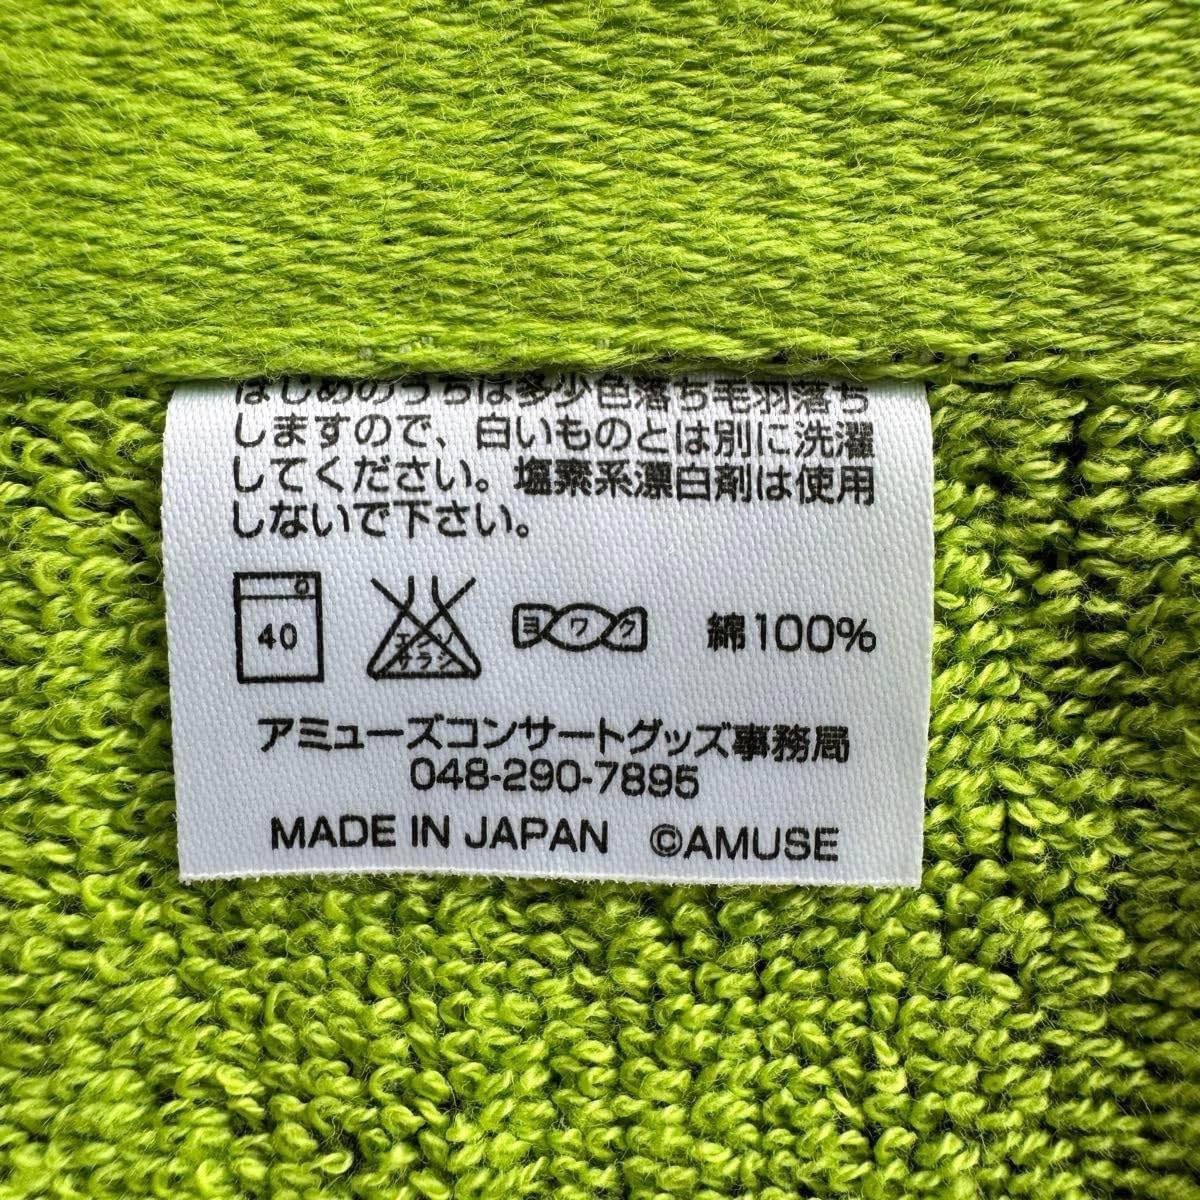 はじめのうちは多少色落ち毛羽落ち
しますので、白いものとは別に洗濯
してください。塩素系漂白剤は使用
しないで下さい。
40
エンソ
サラシ
ヨワク
綿100%
アミューズコンサートグッズ事務局
048-290-7895
MADE IN JAPAN ©AMUSE